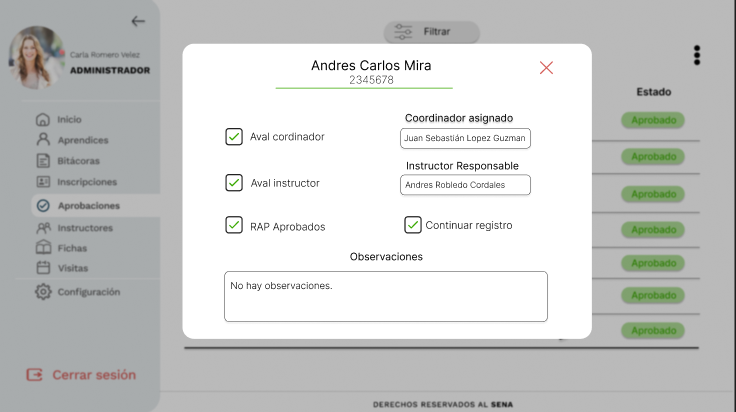 Carla Romero Velez
ADMINISTRADOR
Inicio
Aprendices
Bitácoras
Inscripciones
Aprobaciones
Instructores
Fichas
Visitas
Configuración
Cerrar sesión
Filtrar
Estado
Aprobado
Aprobado
Aprobado
Aprobado
Aprobado
Aprobado
Aprobado
Andres Carlos Mira
2345678
Aval cordinador
Coordinador asignado
Juan Sebastián Lopez Guzman
Aval instructor
Instructor Responsable
Andres Robledo Cordales
RAP Aprobados
Continuar registro
Observaciones
No hay observaciones.
DERECHOS RESERVADOS AL SENA